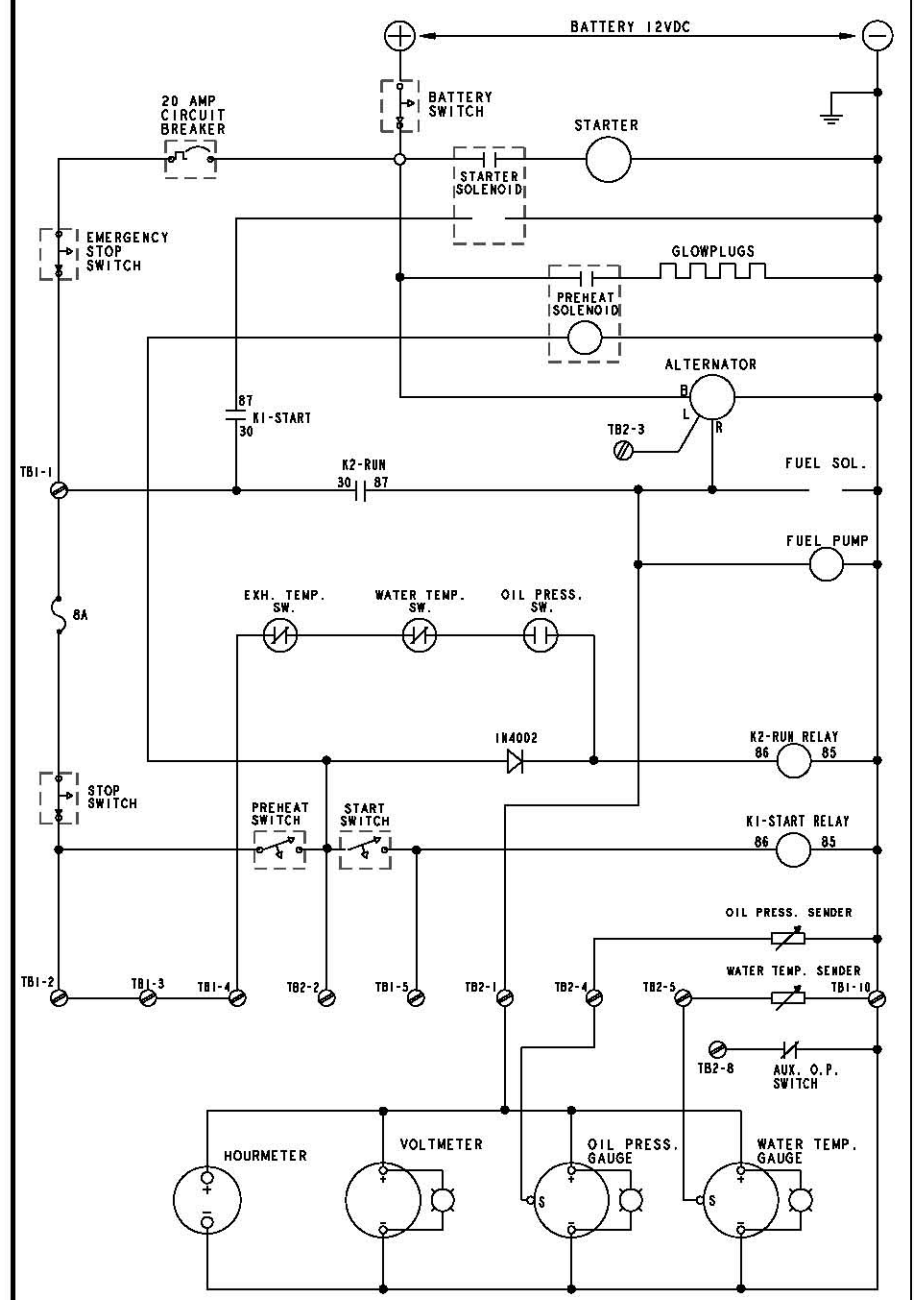 BATTERY 12VDC
+
−
BATTERY
SWITCH
20 AMP
CIRCUIT
BREAKER
STARTER
STARTER
SOLENOID
EMERGENCY
STOP
SWITCH
GLOWPLUGS
PREHEAT
SOLENOID
ALTERNATOR
B
L
R
TB2-3
87
K1-START
30
TB1-1
K2-RUN
30 87
FUEL SOL.
FUEL PUMP
8A
EXH. TEMP.
SW.
WATER TEMP.
SW.
OIL PRESS.
SW.
1N4002
K2-RUN RELAY
86 85
STOP
SWITCH
PREHEAT
SWITCH
START
SWITCH
K1-START RELAY
86 85
OIL PRESS. SENDER
WATER TEMP. SENDER
TB1-2
TB1-3
TB1-4
TB2-2
TB1-5
TB2-1
TB2-4
TB2-5
TB1-10
TB2-8
AUX. O.P.
SWITCH
HOURMETER
+
−
VOLTMETER
+
−
OIL PRESS.
GAUGE
+
S
−
WATER TEMP.
GAUGE
+
S
−